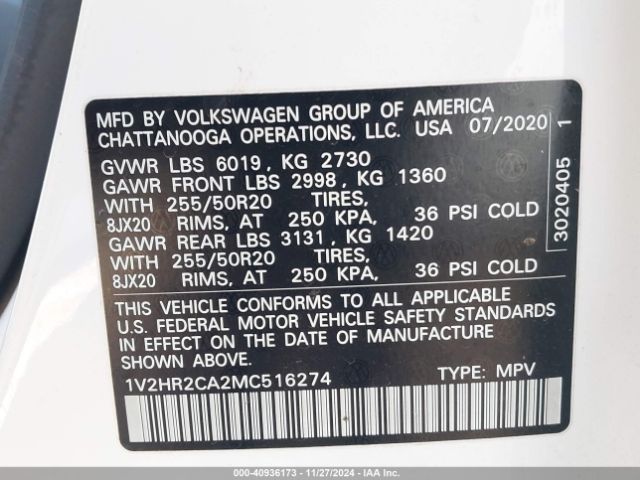 MFD BY VOLKSWAGEN GROUP OF AMERICA
CHATTANOOGA OPERATIONS, LLC. USA 07/2020
GVWR LBS 6019, KG 2730
GAWR FRONT LBS 2998, KG 1360
WITH 255/50R20 TIRES,
8JX20 RIMS, AT 250 KPA, 36 PSI COLD
GAWR REAR LBS 3131, KG 1420
WITH 255/50R20 TIRES,
8JX20 RIMS, AT 250 KPA, 36 PSI COLD
THIS VEHICLE CONFORMS TO ALL APPLICABLE
U.S. FEDERAL MOTOR VEHICLE SAFETY STANDARDS
IN EFFECT ON THE DATE OF MANUFACTURE
SHOWN ABOVE.
1V2HR2CA2MC516274 TYPE: MPV
3020405 1
000-40936173 - 11/27/2024 - IAA Inc.